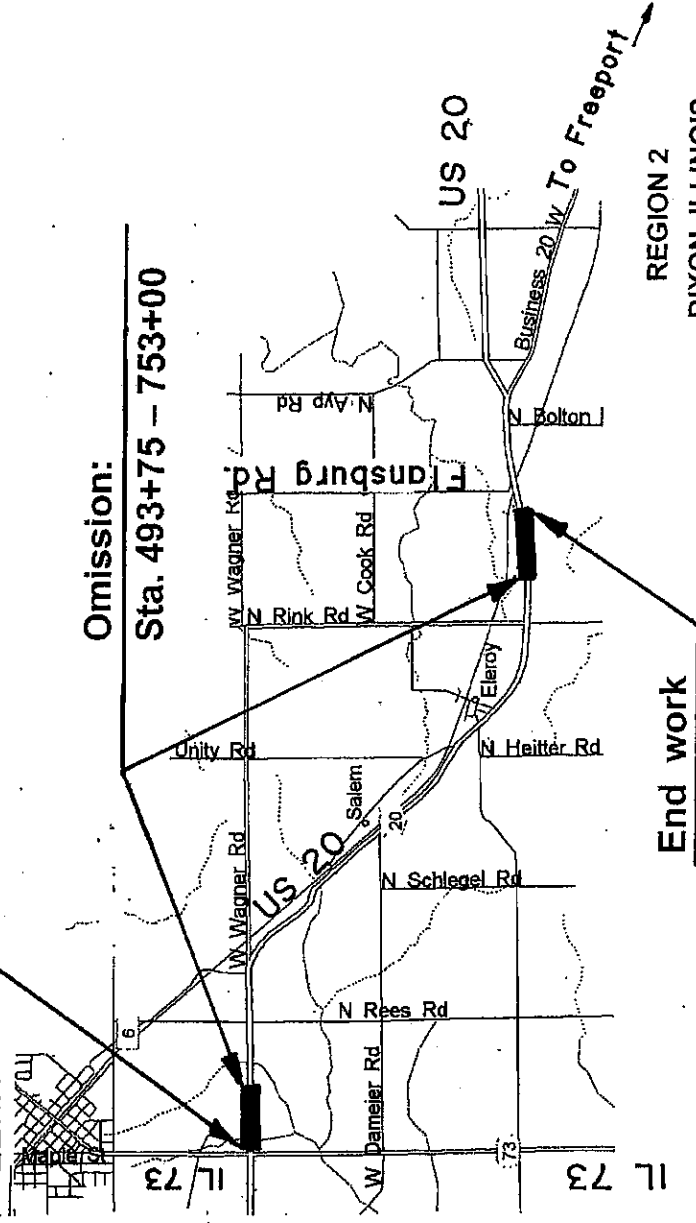 Omission:
Sta. 493+75 – 753+00
US 20
To Freeport
Business 20 W
REGION 2
N Ayp Rd
N Bolton
Flansburg Rd.
W Wagner Rd
W Cook Rd
N Rink Rd
Eleroy
Unity Rd
N Heitter Rd
Salem
20
US 20
W Wagner Rd
N Schlegel Rd
End work
6
N Rees Rd
W Dameier Rd
Maple St
IL 73
73
IL 73